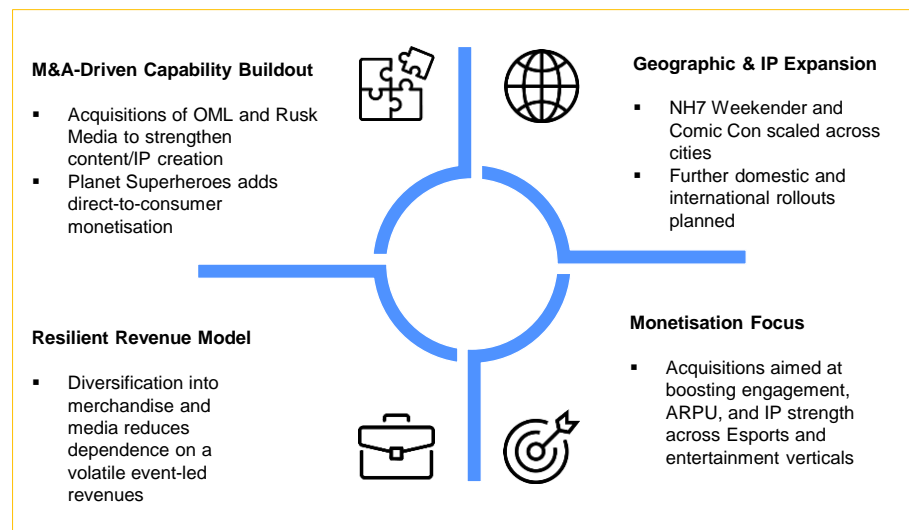 M&A-Driven Capability Buildout
▪ Acquisitions of OML and Rusk
Media to strengthen
content/IP creation
▪ Planet Superheroes adds
direct-to-consumer
monetisation
Geographic & IP Expansion
▪ NH7 Weekender and
Comic Con scaled across
cities
▪ Further domestic and
international rollouts
planned
Resilient Revenue Model
▪ Diversification into
merchandise and
media reduces
dependence on a
volatile event-led
revenues
Monetisation Focus
▪ Acquisitions aimed at
boosting engagement,
ARPU, and IP strength
across Esports and
entertainment verticals